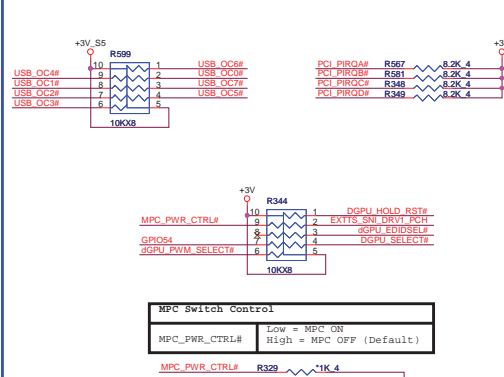 +3V_S5
R599
10 1
USB_OC6#
USB_OC4# 9 2 USB_OC0#
USB_OC1# 8 3 USB_OC7#
USB_OC2# 7 4 USB_OC5#
USB_OC3# 6 5
10KX8
+3
PCI_PIRQA# R567 8.2K_4
PCI_PIRQB# R581 8.2K_4
PCI_PIRQC# R348 8.2K_4
PCI_PIRQD# R349 8.2K_4
+3V
R344
10 1 DGPU_HOLD_RST#
MPC_PWR_CTRL# 9 2 EXTTS_SNI_DRV1_PCH
8 3 dGPU_EDIDSEL#
GPIO54 7 4 DGPU_SELECT#
dGPU_PWM_SELECT# 6 5
10KX8
MPC Switch Control
MPC_PWR_CTRL#
Low = MPC ON
High = MPC OFF (Default)
MPC_PWR_CTRL# R329 *1K_4